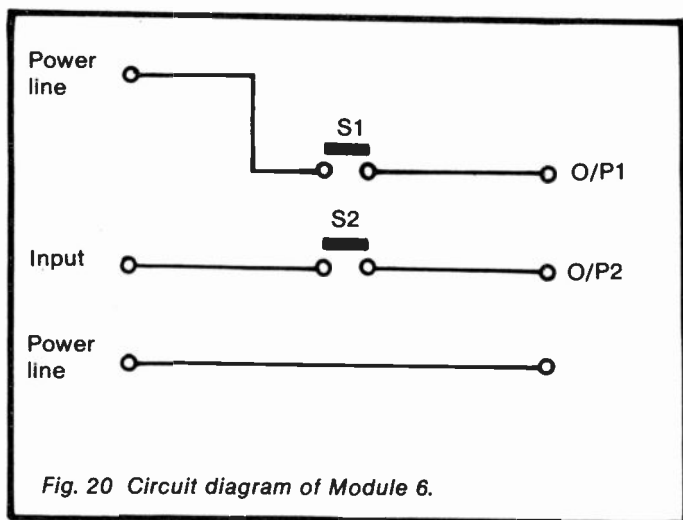 Power
line
S1
O/P1
S2
Input
O/P2
Power
line
Fig. 20 Circuit diagram of Module 6.